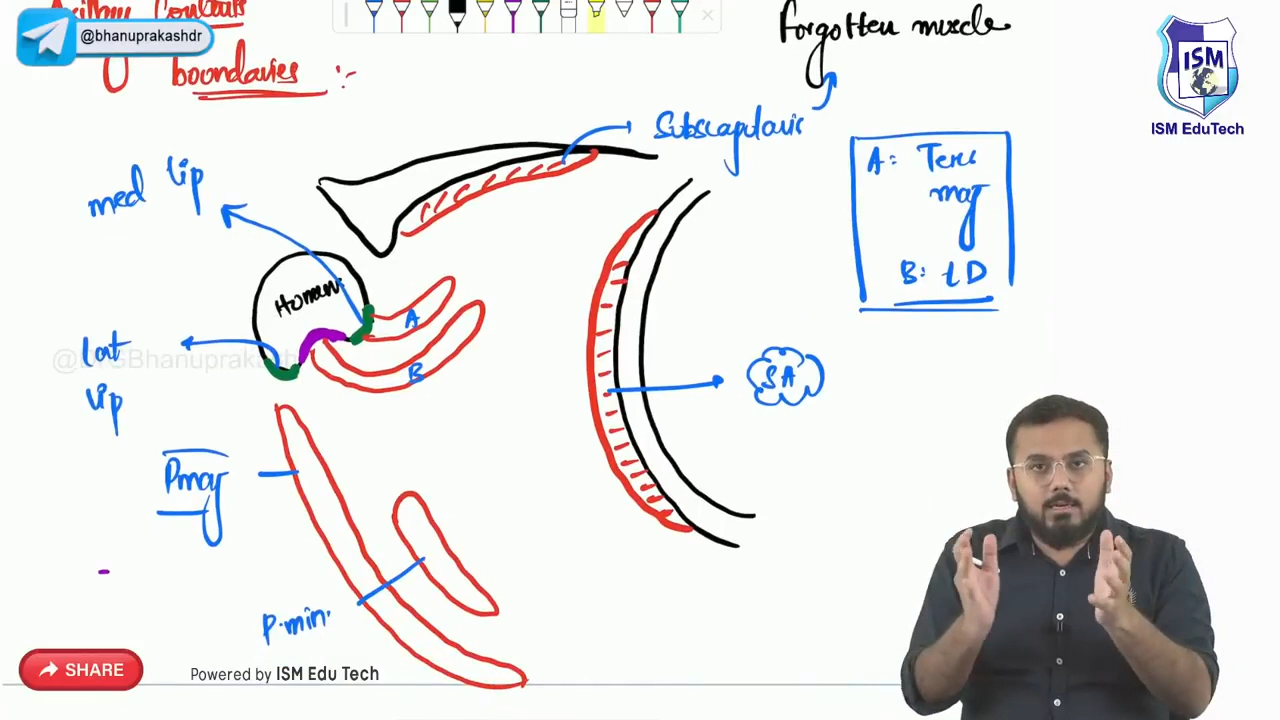 Axillary Contents
@bhanuprakashdr
boundaries :-
Forgotten muscle
ISM
ISM EduTech
Subscapularis
A: Teres
maj
B: LD
med lip
Humerus
A
B
lat
lip
SA
P maj
P. min.
SHARE
Powered by ISM Edu Tech